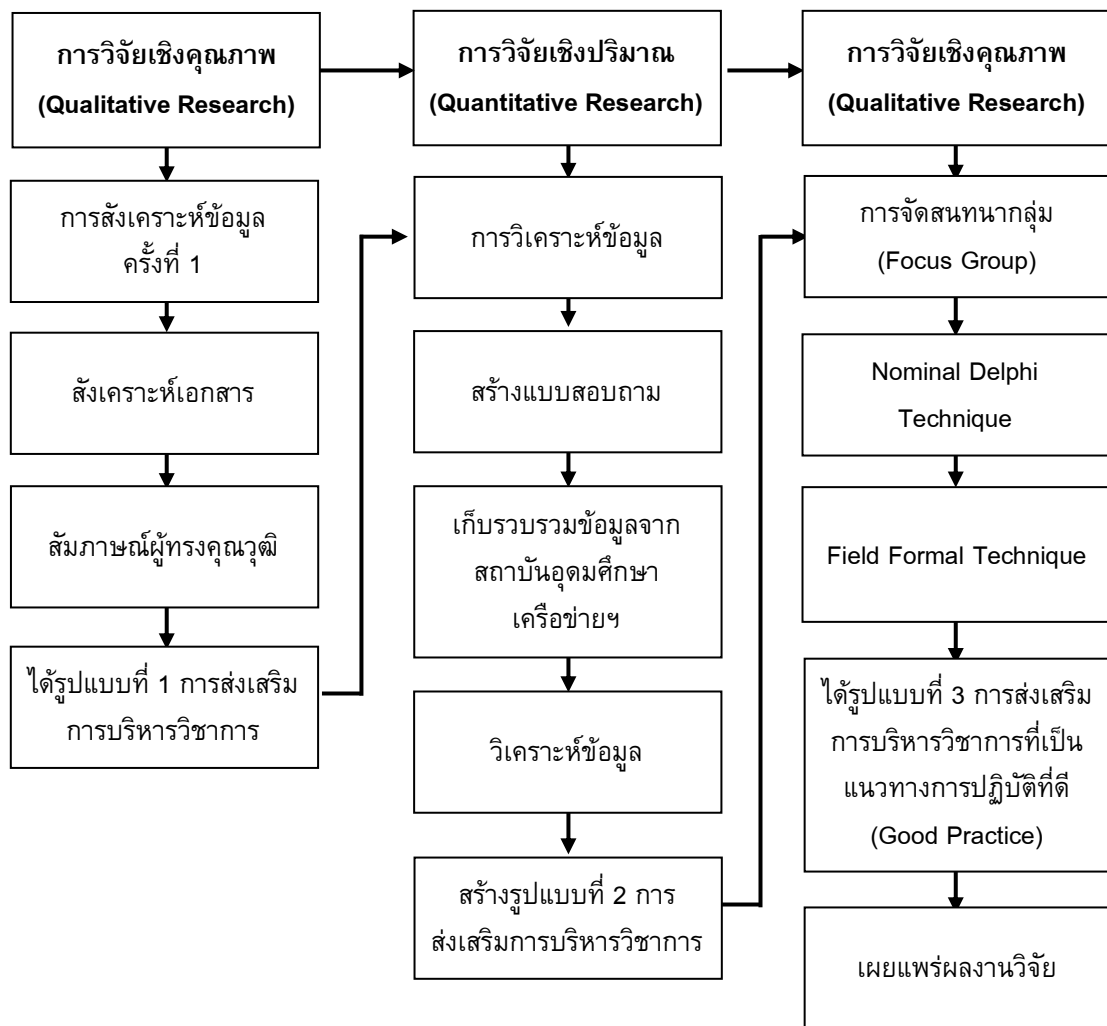 การวิจัยเชิงคุณภาพ
(Qualitative Research)
การสังเคราะห์ข้อมูล
ครั้งที่ 1
สังเคราะห์เอกสาร
สัมภาษณ์ผู้ทรงคุณวุฒิ
ได้รูปแบบที่ 1 การส่งเสริม
การบริหารวิชาการ
การวิจัยเชิงปริมาณ
(Quantitative Research)
การวิเคราะห์ข้อมูล
สร้างแบบสอบถาม
เก็บรวบรวมข้อมูลจาก
สถาบันอุดมศึกษา
เครือข่ายฯ
วิเคราะห์ข้อมูล
สร้างรูปแบบที่ 2 การ
ส่งเสริมการบริหารวิชาการ
การวิจัยเชิงคุณภาพ
(Qualitative Research)
การจัดสนทนากลุ่ม
(Focus Group)
Nominal Delphi
Technique
Field Formal Technique
ได้รูปแบบที่ 3 การส่งเสริม
การบริหารวิชาการที่เป็น
แนวทางการปฏิบัติที่ดี
(Good Practice)
เผยแพร่ผลงานวิจัย